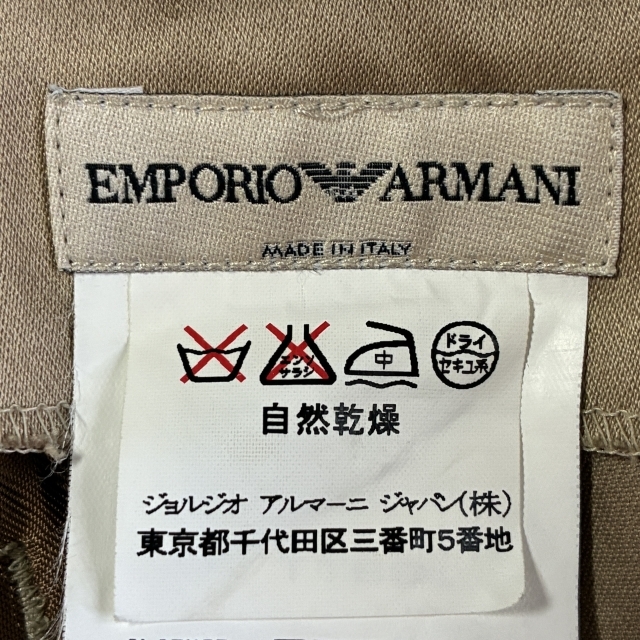 EMPORIO ARMANI
MADE IN ITALY
エンソ
サラシ
中
ドライ
セキユ系
自然乾燥
ジョルジオ アルマーニ ジャパン(株)
東京都千代田区三番町5番地